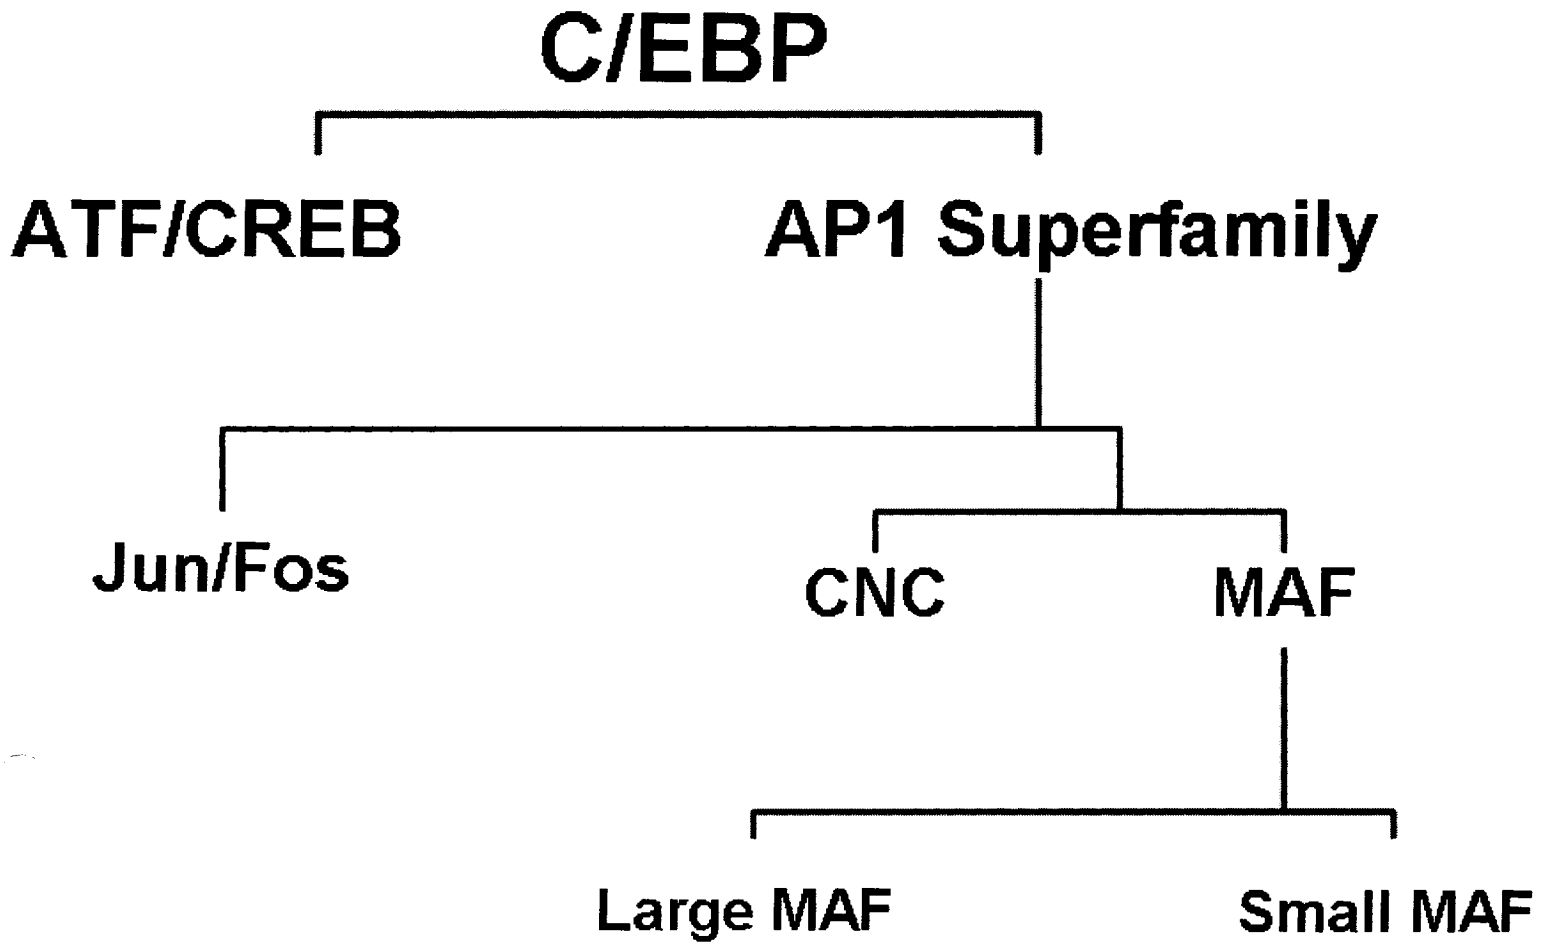 C/EBP
ATF/CREB
AP1 Superfamily
Jun/Fos
CNC
MAF
Large MAF
Small MAF